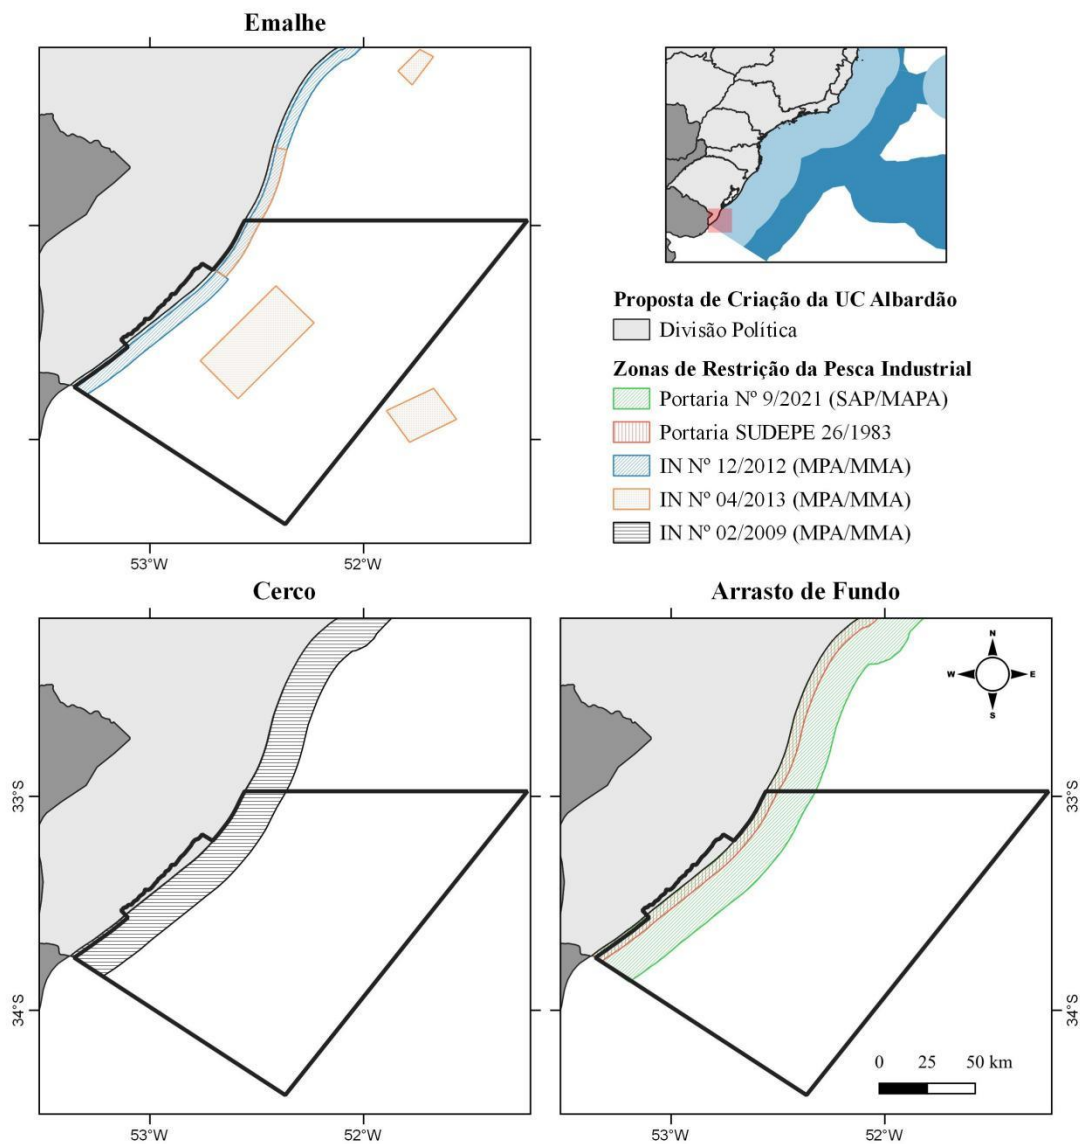 Emalhe
53°W
52°W
Proposta de Criação da UC Albardão
Divisão Política
Zonas de Restrição da Pesca Industrial
Portaria Nº 9/2021 (SAP/MAPA)
Portaria SUDEPE 26/1983
IN Nº 12/2012 (MPA/MMA)
IN Nº 04/2013 (MPA/MMA)
IN Nº 02/2009 (MPA/MMA)
Cerco
33°S
34°S
53°W
52°W
Arrasto de Fundo
N
W E
S
33°S
34°S
0 25 50 km
53°W
52°W